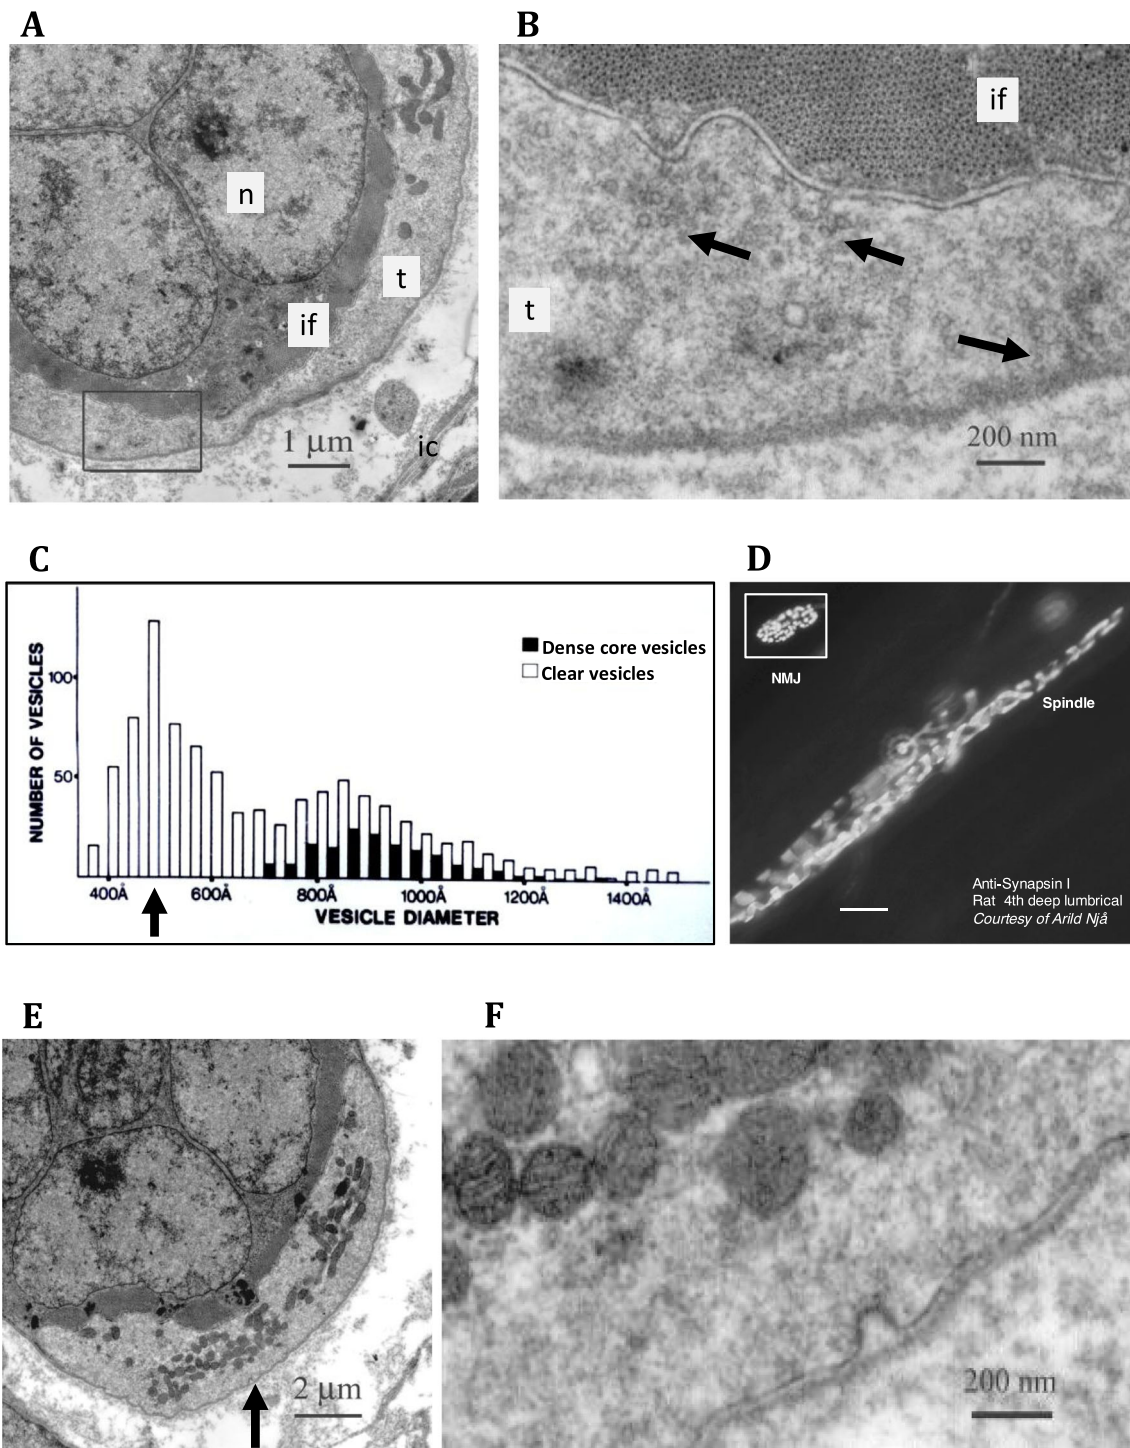 A
B
n
t
if
ic
1 µm
if
t
200 nm
C
D
NUMBER OF VESICLES
100
50
Dense core vesicles
Clear vesicles
400Å
600Å
800Å
1000Å
1200Å
1400Å
VESICLE DIAMETER
NMJ
Spindle
Anti-Synapsin I
Rat 4th deep lumbrical
Courtesy of Arild Njå
E
F
2 µm
200 nm